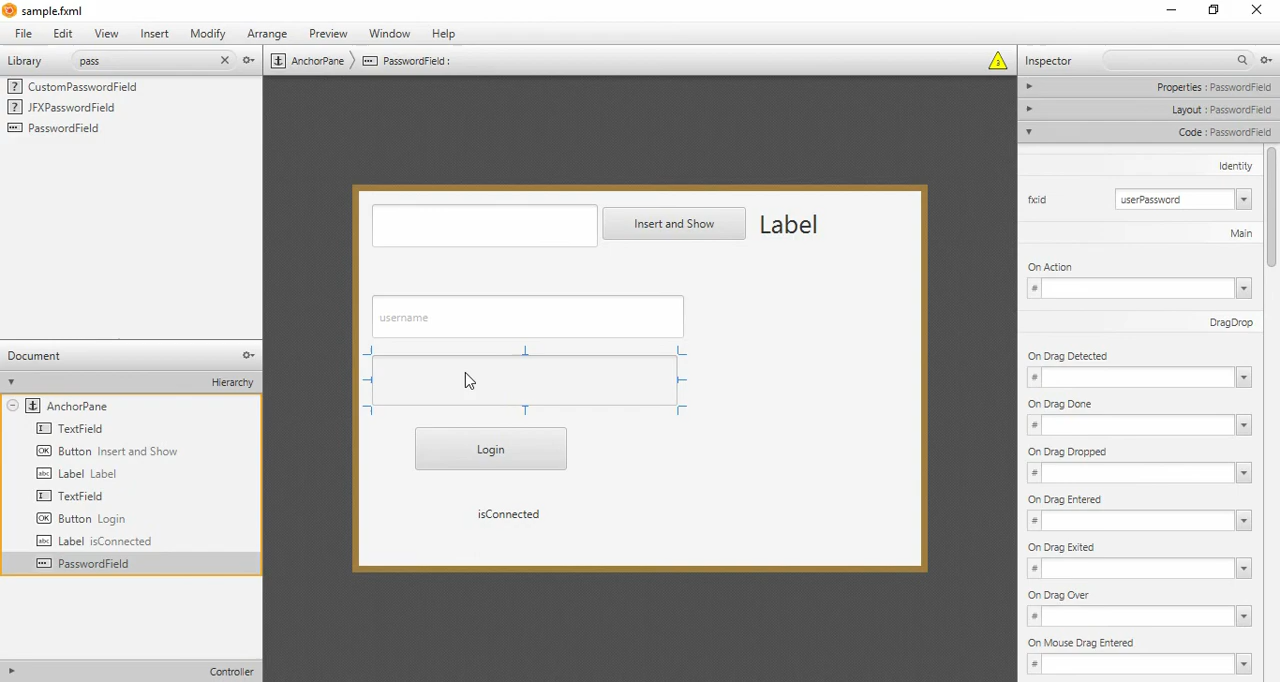 sample.fxml
File Edit View Insert Modify Arrange Preview Window Help
Library pass
CustomPasswordField
JFXPasswordField
PasswordField
Document
Hierarchy
AnchorPane
TextField
Button Insert and Show
Label Label
TextField
Button Login
Label isConnected
PasswordField
Controller
AnchorPane PasswordField :
3
Insert and Show Label
username
Login
isConnected
Inspector
Properties : PasswordField
Layout : PasswordField
Code : PasswordField
Identity
fx:id userPassword
Main
On Action
#
DragDrop
On Drag Detected
#
On Drag Done
#
On Drag Dropped
#
On Drag Entered
#
On Drag Exited
#
On Drag Over
#
On Mouse Drag Entered
#